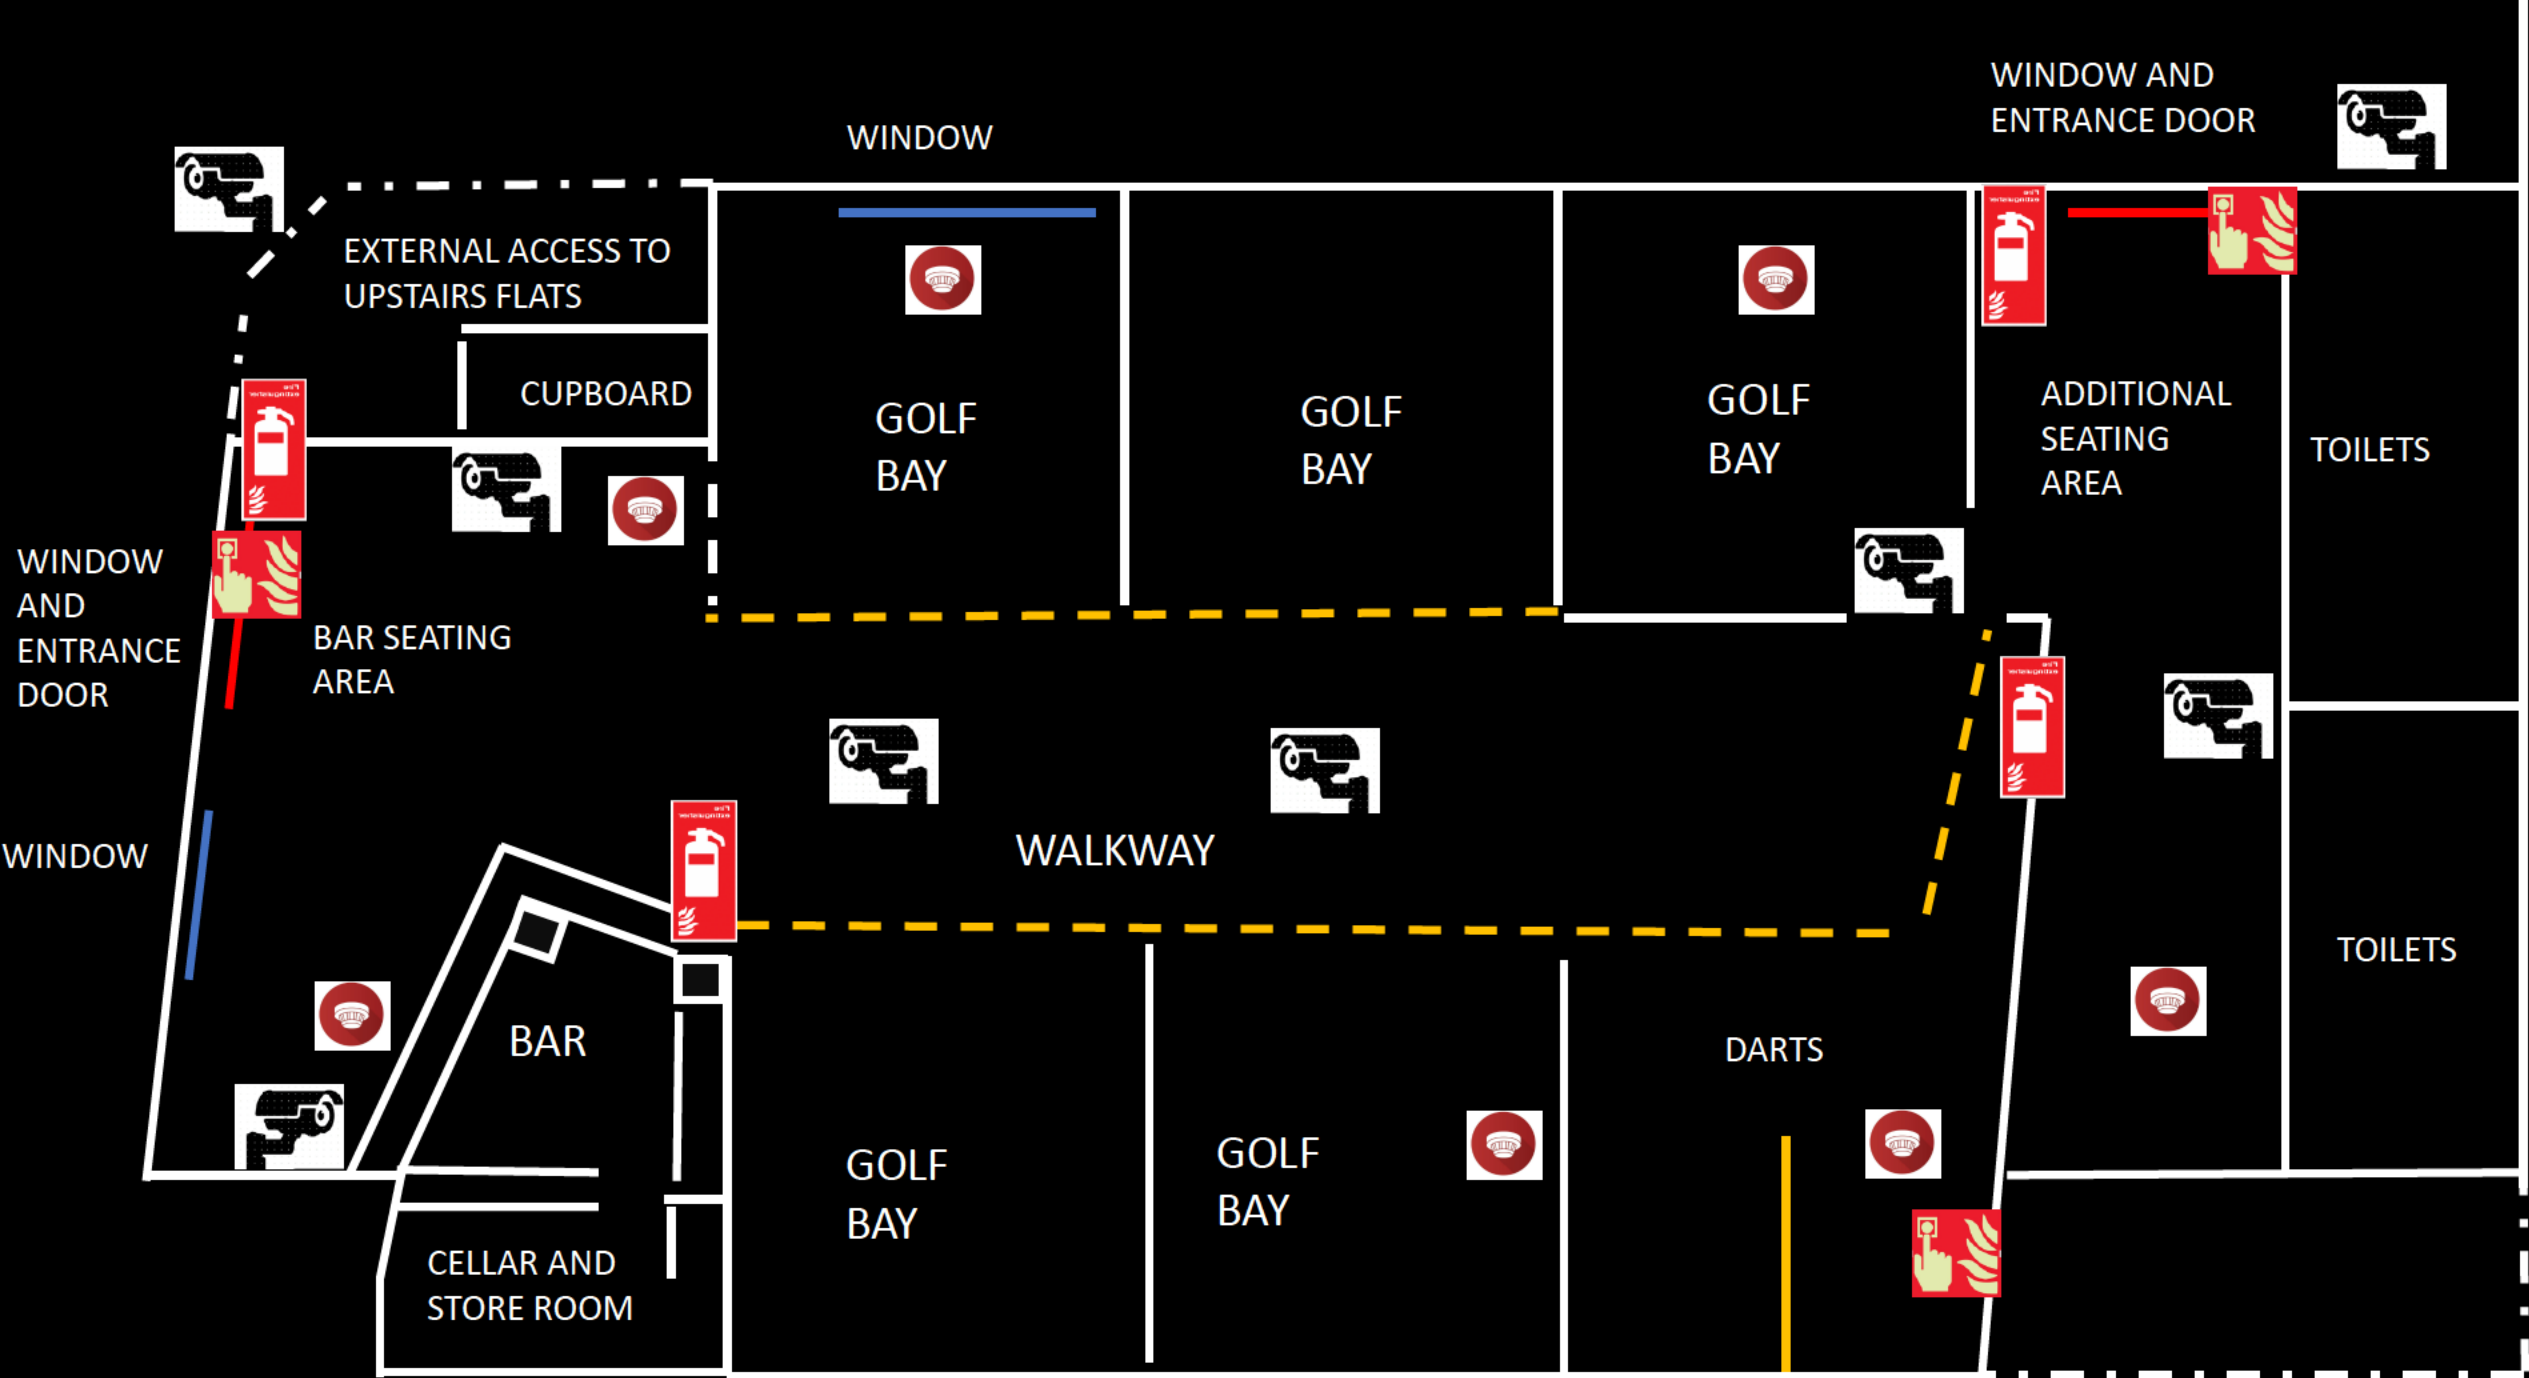 WINDOW AND
ENTRANCE DOOR
WINDOW
EXTERNAL ACCESS TO
UPSTAIRS FLATS
CUPBOARD
GOLF
BAY
GOLF
BAY
GOLF
BAY
ADDITIONAL
SEATING
AREA
TOILETS
WINDOW
AND
ENTRANCE
DOOR
BAR SEATING
AREA
WINDOW
WALKWAY
TOILETS
BAR
DARTS
GOLF
BAY
GOLF
BAY
CELLAR AND
STORE ROOM